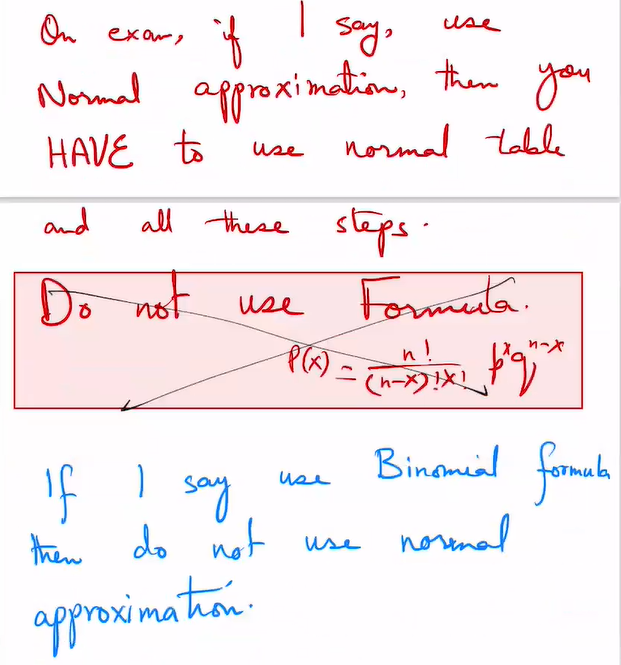 On exam, if I say, use
Normal approximation, then you
HAVE to use normal table
and all these steps.
Do not use Formula.
P(x) = n! / (n-x)!x! p^x q^n-x
If I say use Binomial formula
then do not use normal
approximation.